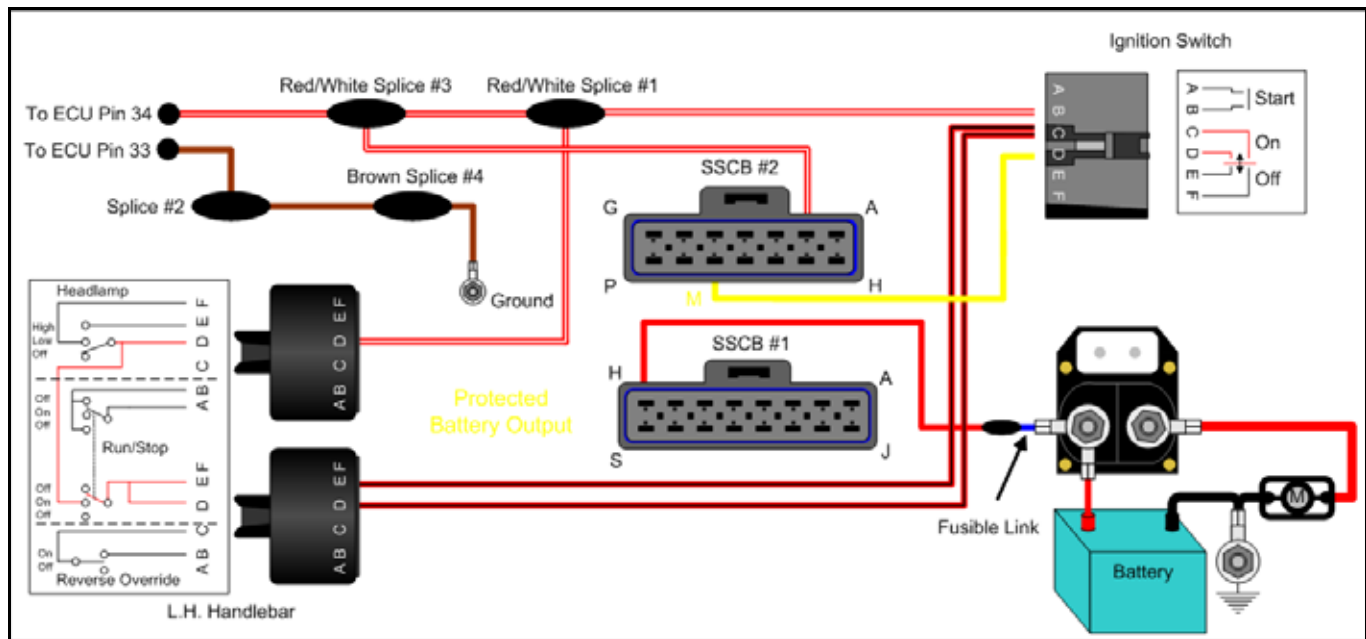 Ignition Switch
Red/White Splice #3
Red/White Splice #1
To ECU Pin 34
To ECU Pin 33
A
B
C
D
E
F
A
B
C
D
E
F
Start
On
Off
Splice #2
Brown Splice #4
SSCB #2
G
A
P
H
M
Ground
Headlamp
High
Low
Off
F
E
D
C
A B
Off
On
Off
Run/Stop
Off
On
Off
E F
D
C
A B
On
Off
Reverse Override
A B C D E F
A B C D E F
Protected
Battery Output
SSCB #1
H
A
S
J
Fusible Link
M
Battery
L.H. Handlebar